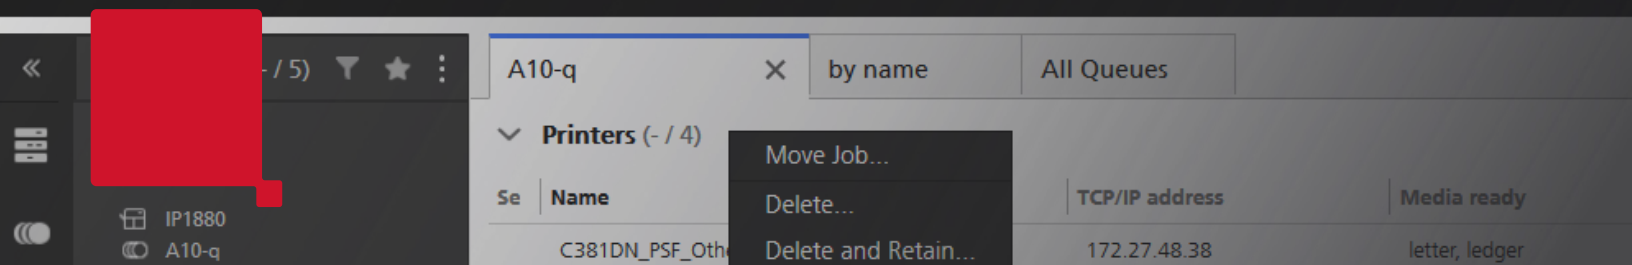 - / 5)
A10-q
by name
All Queues
Printers (- / 4)
Move Job...
Se
Name
Delete...
TCP/IP address
Media ready
IP1880
A10-q
C381DN_PSF_Othe
Delete and Retain...
172.27.48.38
letter, ledger